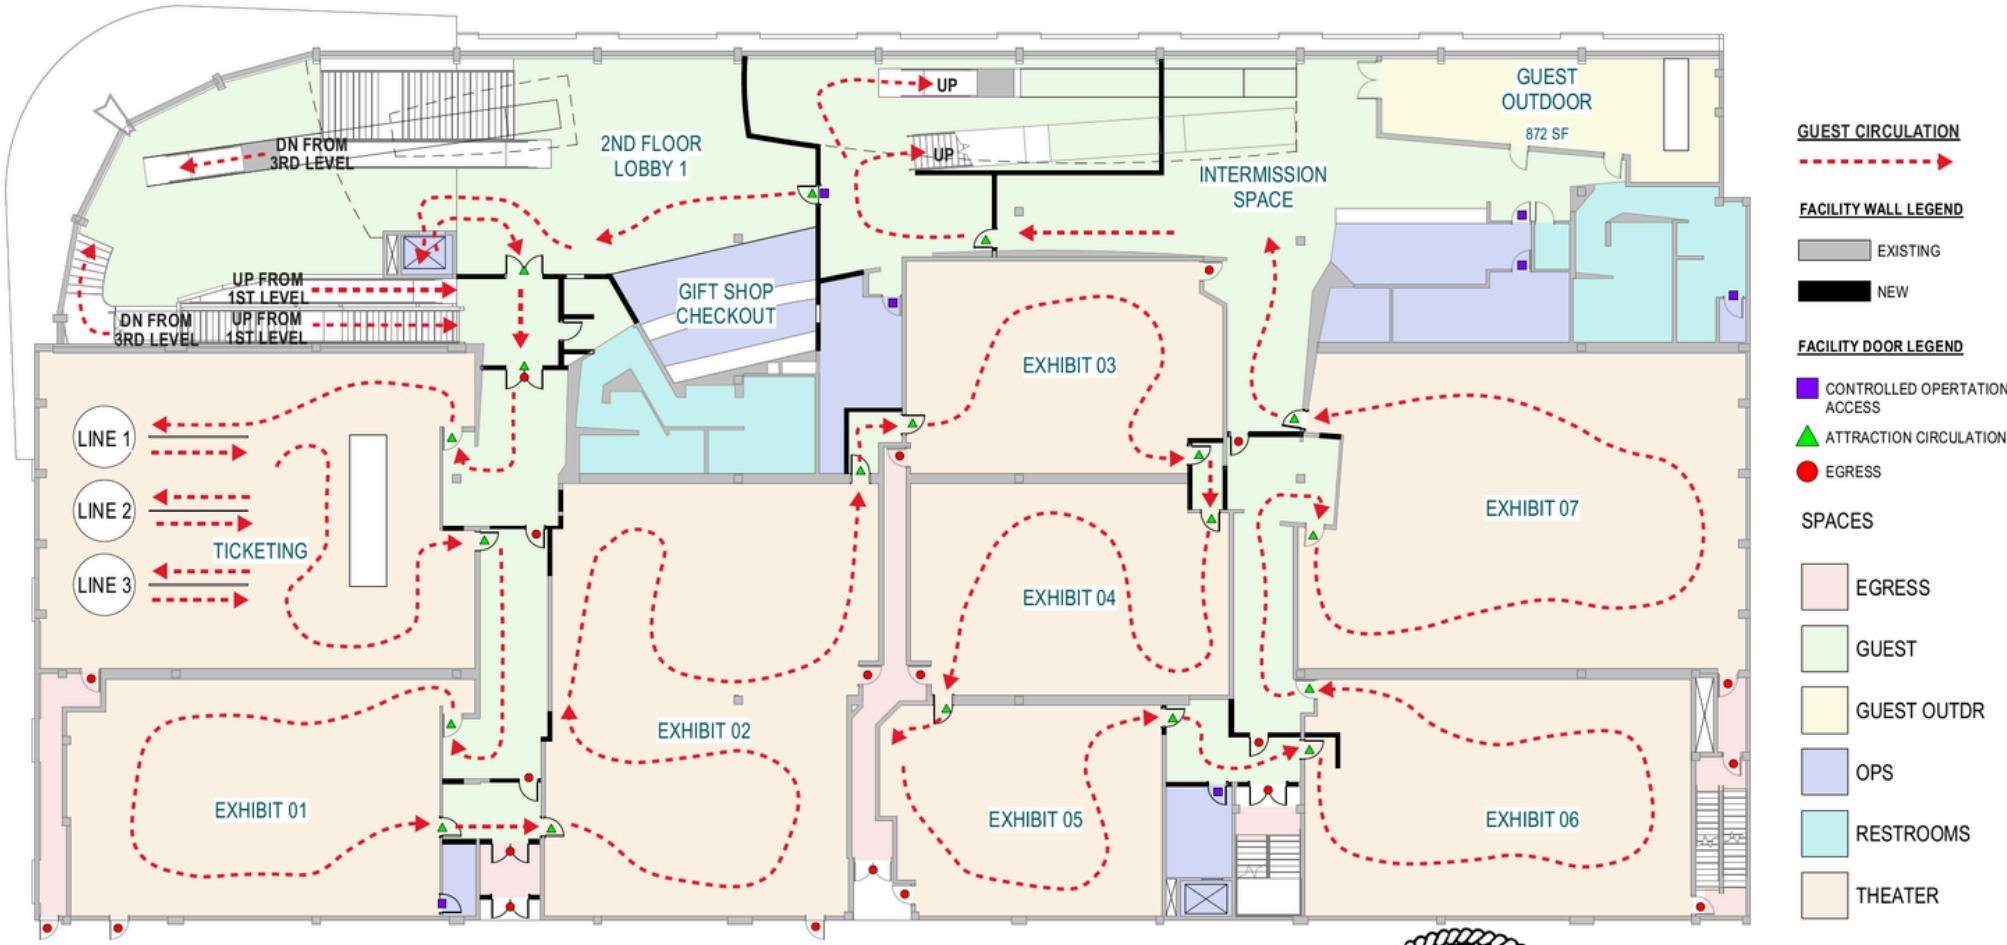 GUEST
OUTDOOR
872 SF
UP
DN FROM
3RD LEVEL
2ND FLOOR
LOBBY 1
UP
INTERMISSION
SPACE
UP FROM
1ST LEVEL
DN FROM
3RD LEVEL
UP FROM
1ST LEVEL
GIFT SHOP
CHECKOUT
EXHIBIT 03
LINE 1
LINE 2
LINE 3
TICKETING
EXHIBIT 07
EXHIBIT 04
EXHIBIT 02
EXHIBIT 01
EXHIBIT 05
EXHIBIT 06
GUEST CIRCULATION
FACILITY WALL LEGEND
EXISTING
NEW
FACILITY DOOR LEGEND
CONTROLLED OPERTATION
ACCESS
ATTRACTION CIRCULATION
EGRESS
SPACES
EGRESS
GUEST
GUEST OUTDR
OPS
RESTROOMS
THEATER